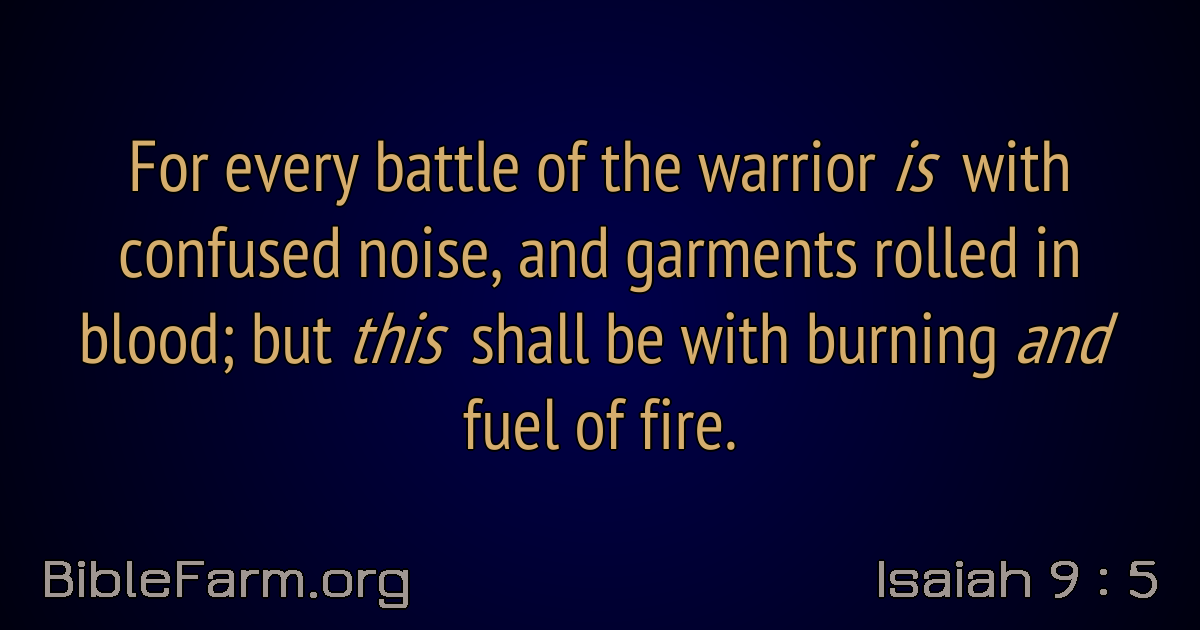 For every battle of the warrior is with
confused noise, and garments rolled in
blood; but this shall be with burning and
fuel of fire.
BibleFarm.org
Isaiah 9 : 5